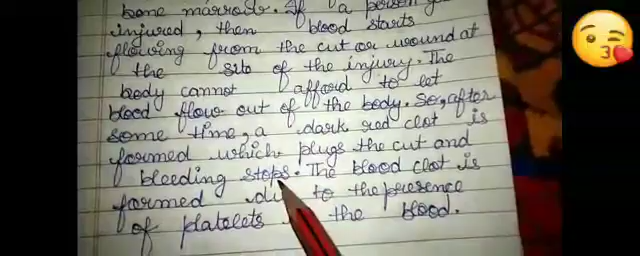 bone marrow. If a person
injured, then blood starts
flowing from the cut or wound at
the site of the injury. The
body cannot afford to let
blood flow out of the body. So, after
some time, a dark red clot is
formed which plugs the cut and
bleeding stops. The blood clot is
formed to the presence
of platelets the blood.